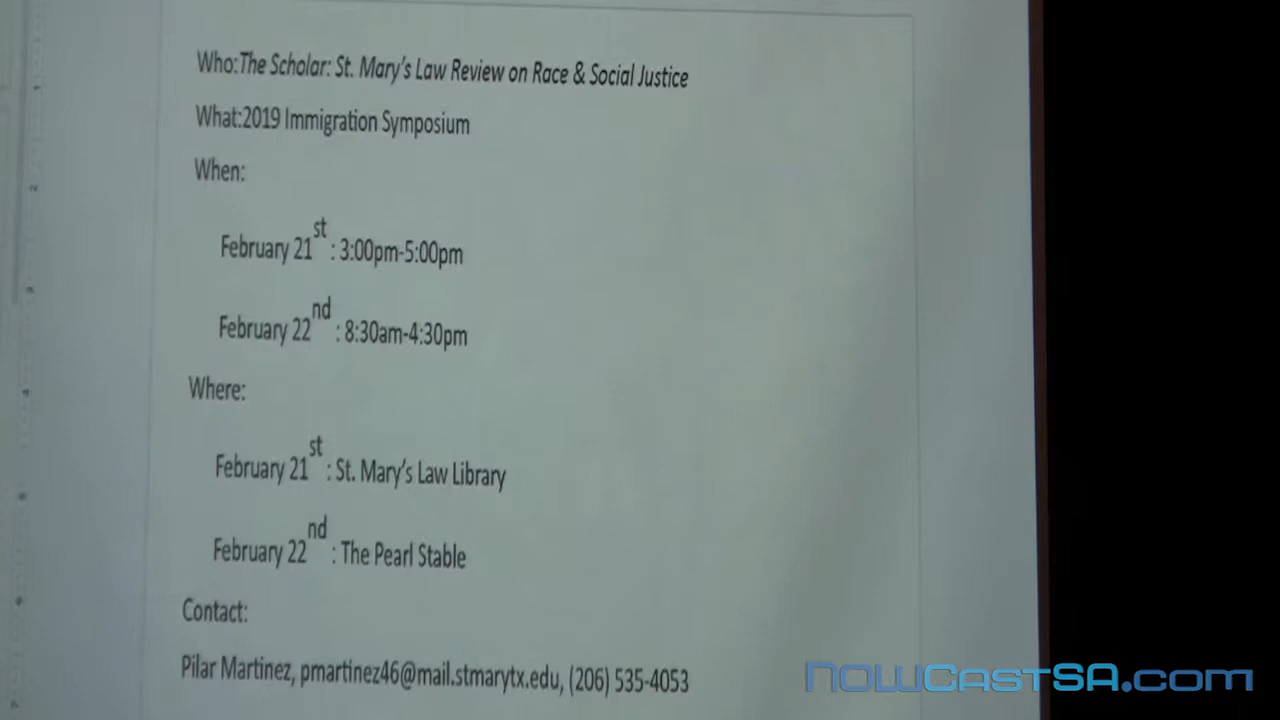 Who:The Scholar: St. Mary's Law Review on Race & Social Justice
What:2019 Immigration Symposium
When:
February 21st : 3:00pm-5:00pm
February 22nd : 8:30am-4:30pm
Where:
February 21st : St. Mary's Law Library
February 22nd : The Pearl Stable
Contact:
Pilar Martinez, pmartinez46@mail.stmarytx.edu, (206) 535-4053
NowCastSA.com